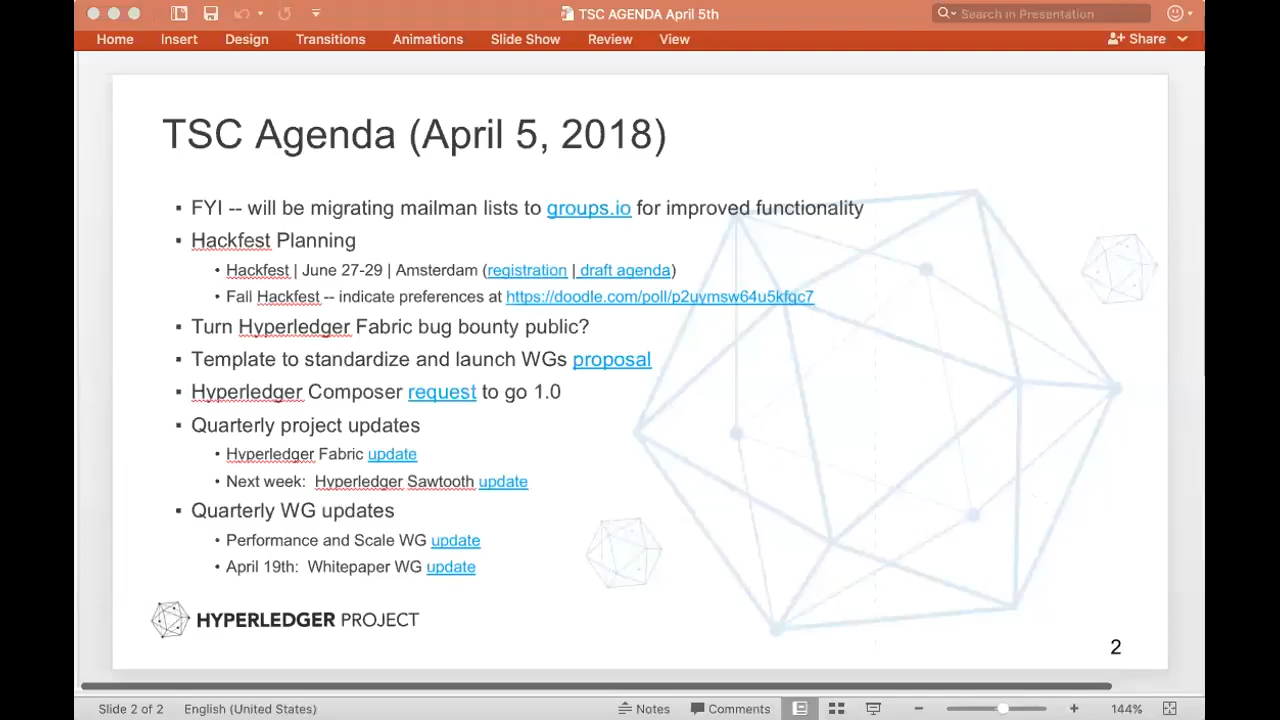 TSC AGENDA April 5th
Search in Presentation
Home Insert Design Transitions Animations Slide Show Review View Share
TSC Agenda (April 5, 2018)
FYI -- will be migrating mailman lists to groups.io for improved functionality
Hackfest Planning
Hackfest | June 27-29 | Amsterdam (registration | draft agenda)
Fall Hackfest -- indicate preferences at https://doodle.com/poll/p2uymsw64u5kfqc7
Turn Hyperledger Fabric bug bounty public?
Template to standardize and launch WGs proposal
Hyperledger Composer request to go 1.0
Quarterly project updates
Hyperledger Fabric update
Next week: Hyperledger Sawtooth update
Quarterly WG updates
Performance and Scale WG update
April 19th: Whitepaper WG update
HYPERLEDGER PROJECT
2
Slide 2 of 2 English (United States) Notes Comments 144%